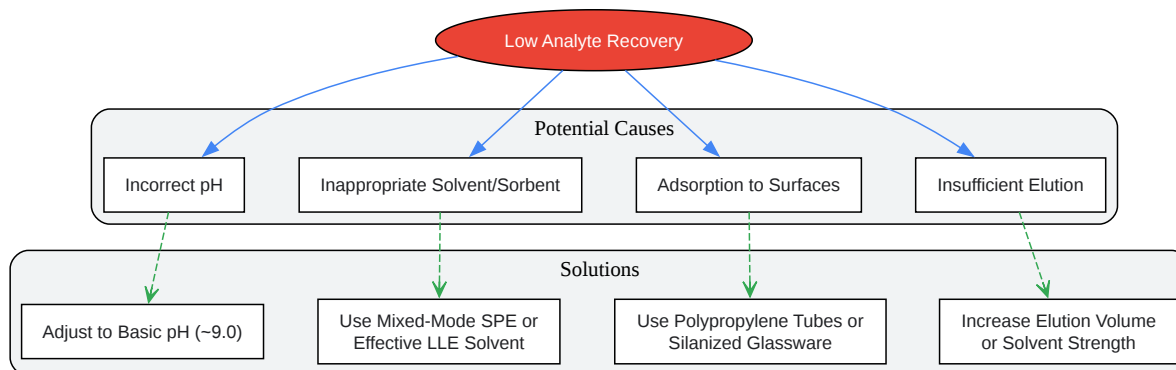 Low Analyte Recovery
Potential Causes
Incorrect pH
Inappropriate Solvent/Sorbent
Adsorption to Surfaces
Insufficient Elution
Solutions
Adjust to Basic pH (~9.0)
Use Mixed-Mode SPE or
Effective LLE Solvent
Use Polypropylene Tubes or
Silanized Glassware
Increase Elution Volume
or Solvent Strength